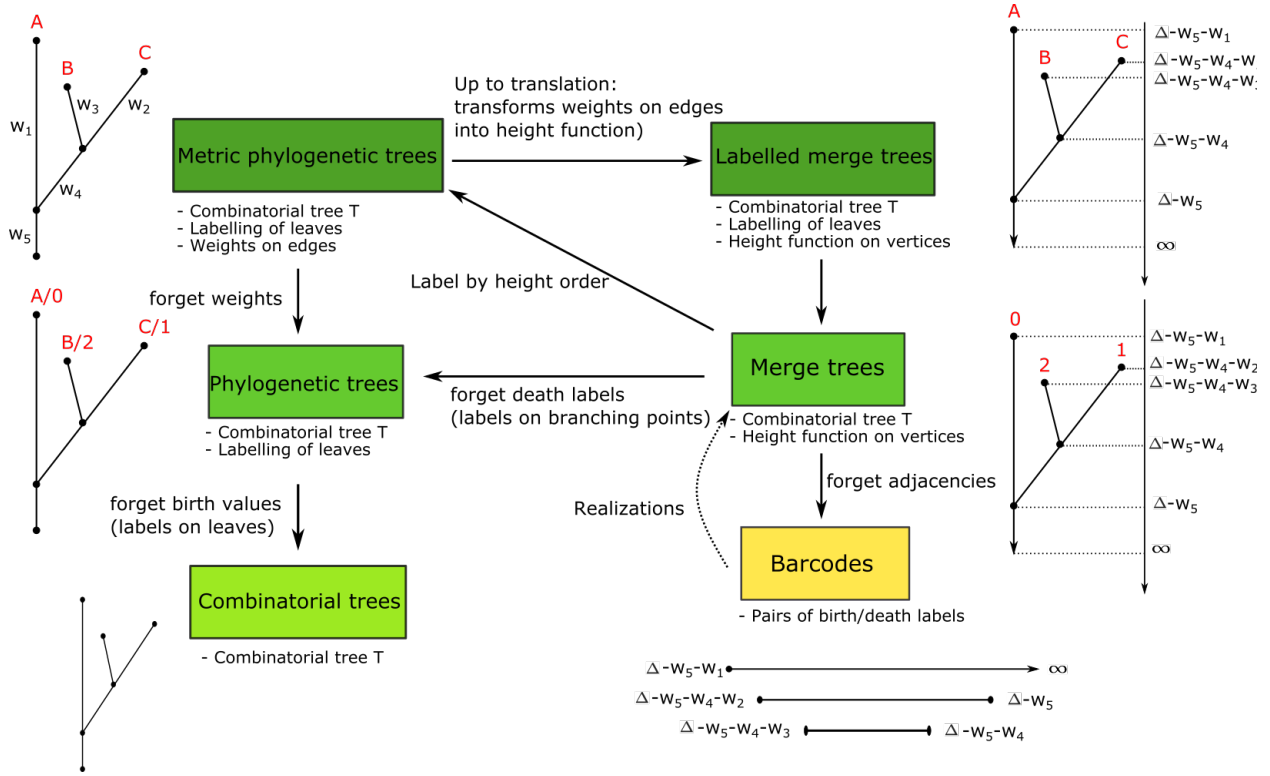 A
B
C
w₁
w₃
w₂
w₄
w₅
Up to translation:
transforms weights on edges
into height function)
Metric phylogenetic trees
- Combinatorial tree T
- Labelling of leaves
- Weights on edges
Labelled merge trees
- Combinatorial tree T
- Labelling of leaves
- Height function on vertices
A
B
C
Δ-w₅-w₁
Δ-w₅-w₄-w
Δ-w₅-w₄-w
Δ-w₅-w₄
Δ-w₅
∞
forget weights
Label by height order
A/0
B/2
C/1
Phylogenetic trees
- Combinatorial tree T
- Labelling of leaves
forget death labels
(labels on branching points)
Merge trees
- Combinatorial tree T
- Height function on vertices
0
2
1
Δ-w₅-w₁
Δ-w₅-w₄-w₂
Δ-w₅-w₄-w₃
Δ-w₅-w₄
Δ-w₅
∞
forget birth values
(labels on leaves)
Realizations
forget adjacencies
Combinatorial trees
- Combinatorial tree T
Barcodes
- Pairs of birth/death labels
Δ-w₅-w₁
∞
Δ-w₅-w₄-w₂
Δ-w₅
Δ-w₅-w₄-w₃
Δ-w₅-w₄